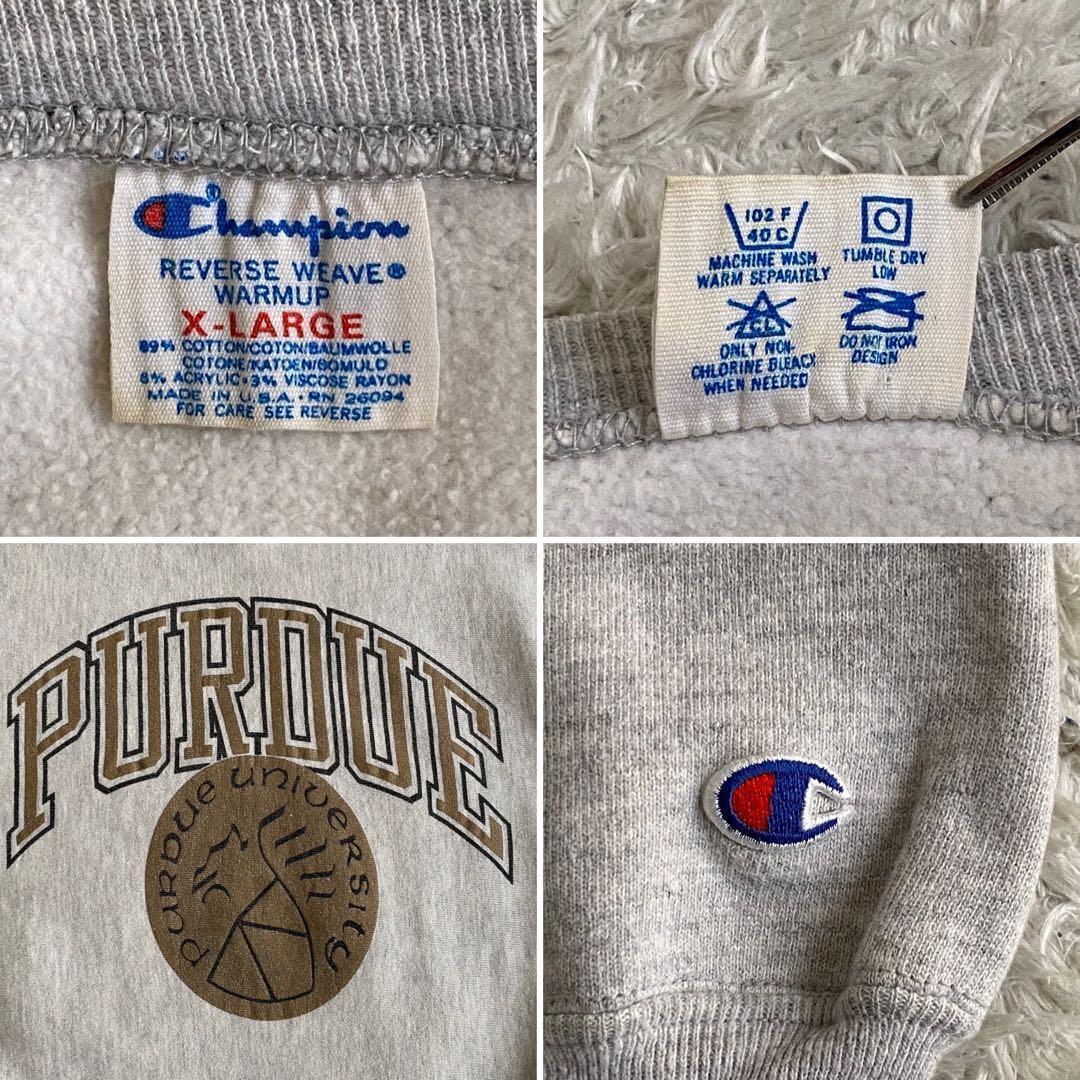 Champion®
REVERSE WEAVE®
WARMUP
X-LARGE
89% COTTON/COTON/BAUMWOLLE
COTONE/KATOEN/GOMULD
8% ACRYLIC • 3% VISCOSE RAYON
MADE IN U.S.A. • RN 26094
FOR CARE SEE REVERSE
102 F
40 C
MACHINE WASH
WARM SEPARATELY
TUMBLE DRY
LOW
CL
ONLY NON-
CHLORINE BLEACH
WHEN NEEDED
DO NOT IRON
DESIGN
PURDUE
PURDUE UNIVERSITY
C